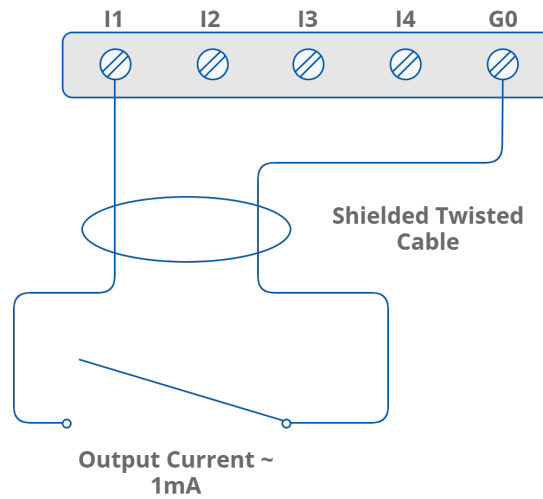 I1 I2 I3 I4 G0
Shielded Twisted
Cable
Output Current ~
1mA